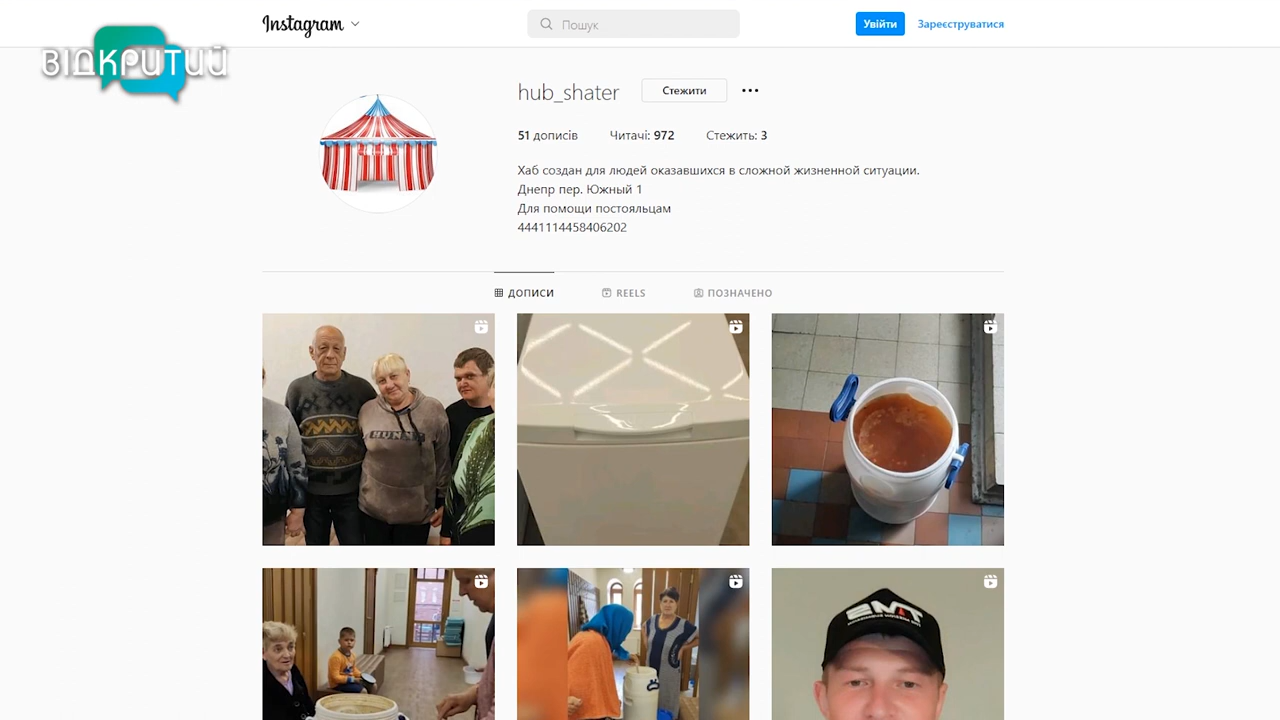 Instagram
Пошук
Увійти
Зареєструватися
ВІДКРИТИЙ
hub_shater
Стежити
51 дописів
Читачі: 972
Стежить: 3
Хаб создан для людей оказавшихся в сложной жизненной ситуации.
Днепр пер. Южный 1
Для помощи постояльцам
4441114458406202
ДОПИСИ
REELS
ПОЗНАЧЕНО